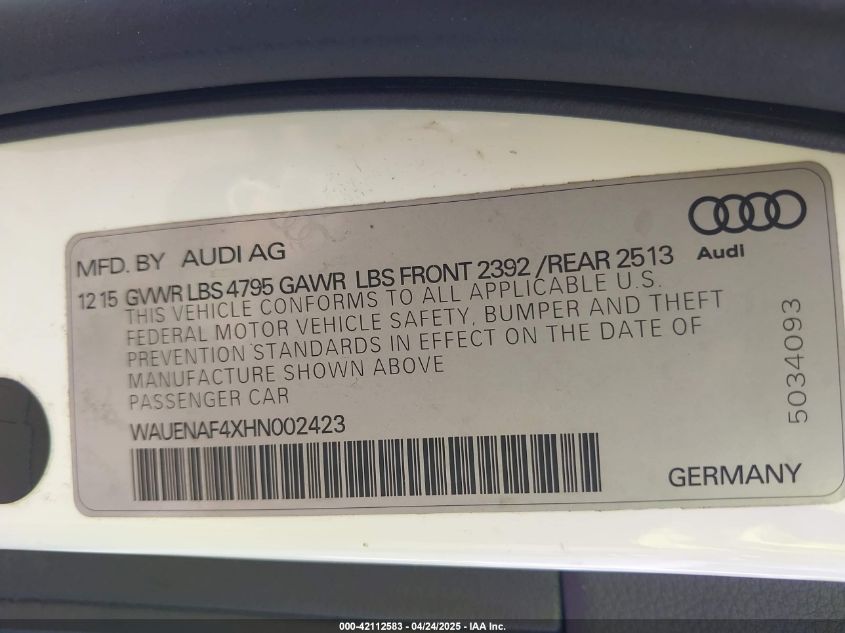 MFD. BY AUDI AG
Audi
12 15 GVWR LBS 4795 GAWR LBS FRONT 2392 /REAR 2513
THIS VEHICLE CONFORMS TO ALL APPLICABLE U.S.
FEDERAL MOTOR VEHICLE SAFETY, BUMPER AND THEFT
PREVENTION STANDARDS IN EFFECT ON THE DATE OF
MANUFACTURE SHOWN ABOVE
PASSENGER CAR
WAUENAF4XHN002423
5034093
GERMANY
000-42112583 - 04/24/2025 - IAA Inc.